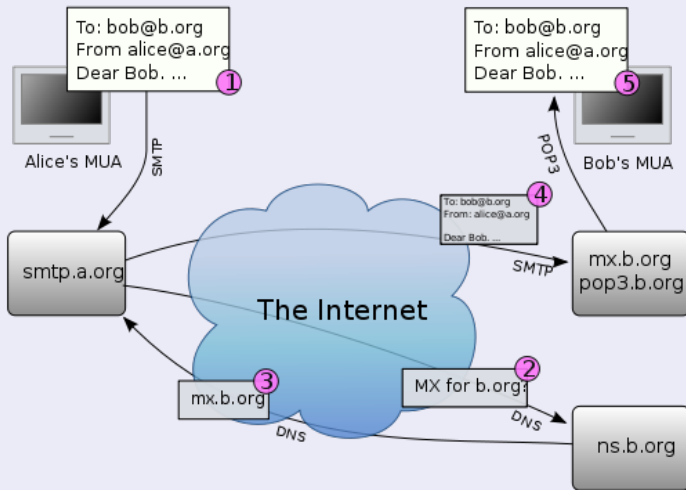 To: bob@b.org
From alice@a.org
Dear Bob. ...
1
Alice's MUA
SMTP
To: bob@b.org
From alice@a.org
Dear Bob. ...
5
Bob's MUA
POP3
To: bob@b.org
From: alice@a.org
Dear Bob. ...
4
SMTP
smtp.a.org
mx.b.org
pop3.b.org
The Internet
MX for b.org?
2
DNS
mx.b.org
3
DNS
ns.b.org